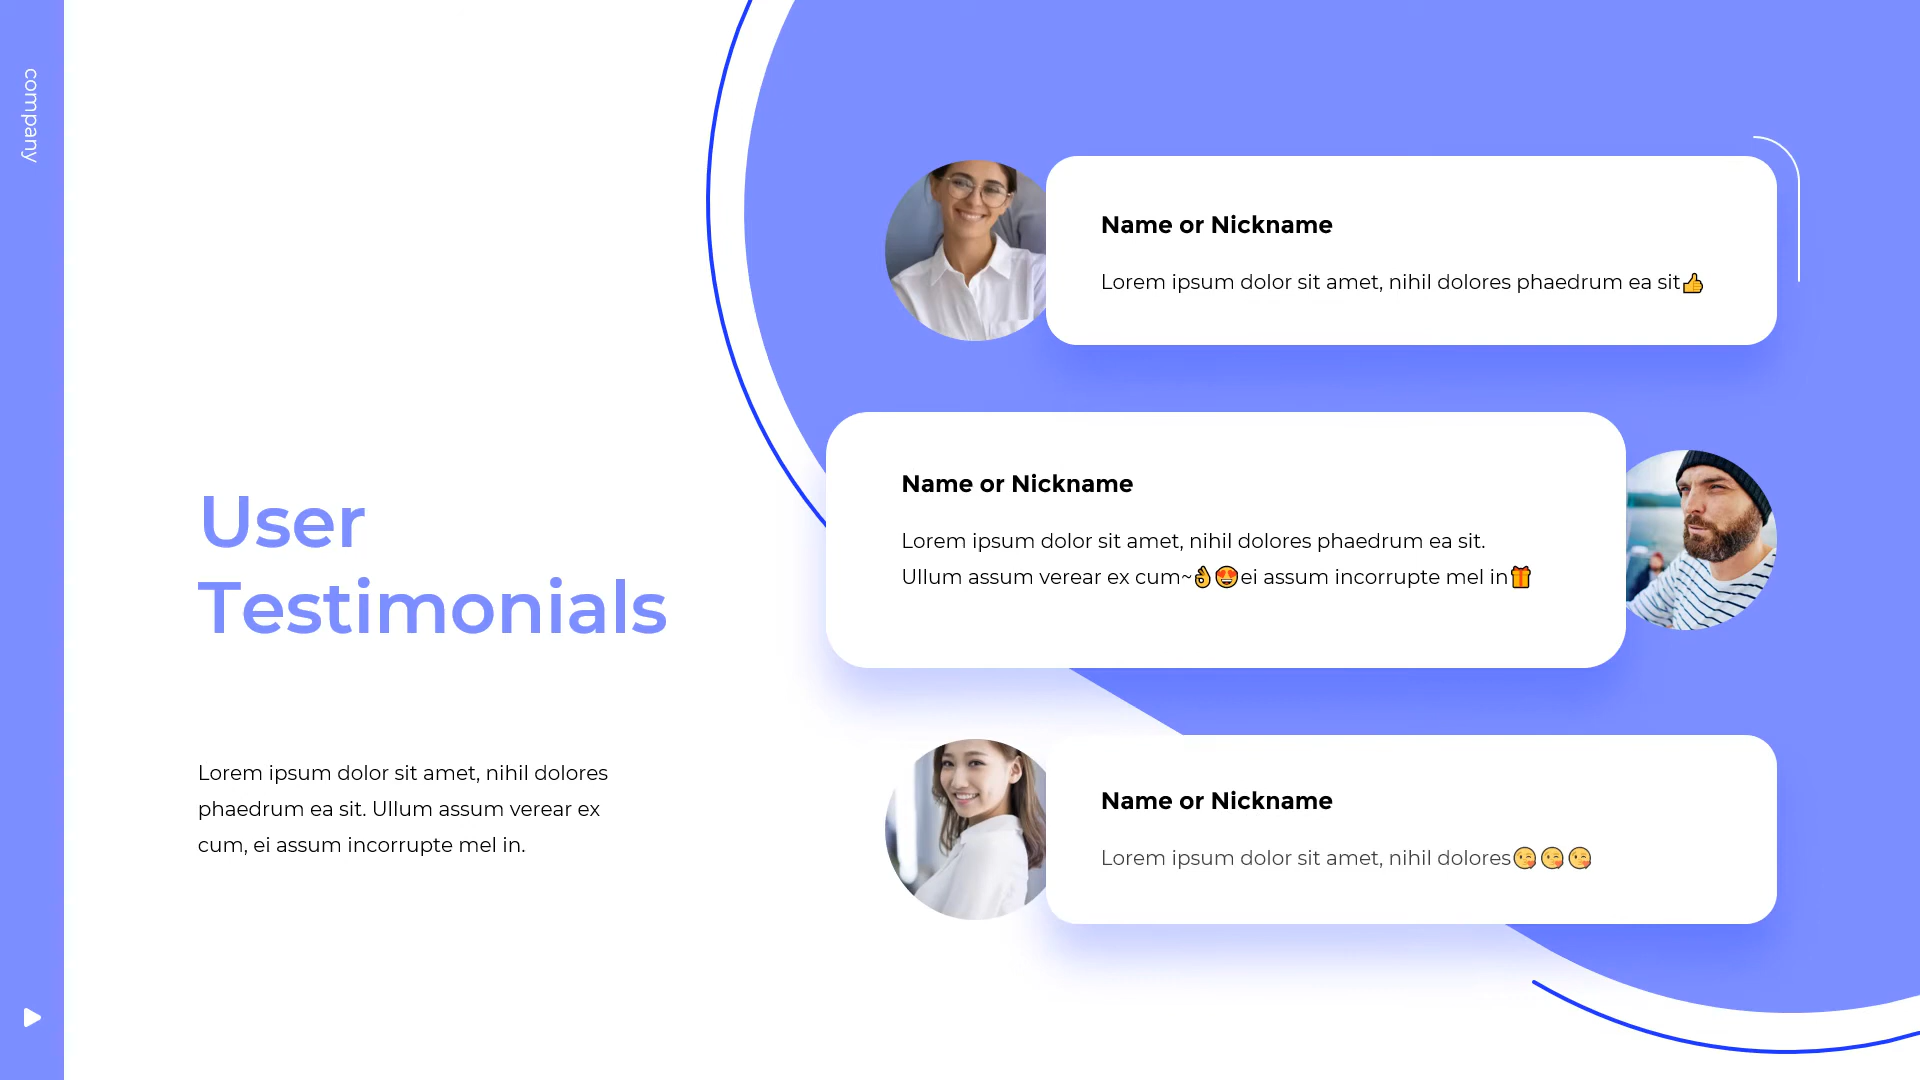 company
User
Testimonials
Lorem ipsum dolor sit amet, nihil dolores
phaedrum ea sit. Ullum assum verear ex
cum, ei assum incorrupte mel in.
Name or Nickname
Lorem ipsum dolor sit amet, nihil dolores phaedrum ea sit👍
Name or Nickname
Lorem ipsum dolor sit amet, nihil dolores phaedrum ea sit.
Ullum assum verear ex cum~👌😍ei assum incorrupte mel in🎁
Name or Nickname
Lorem ipsum dolor sit amet, nihil dolores😘😘😘